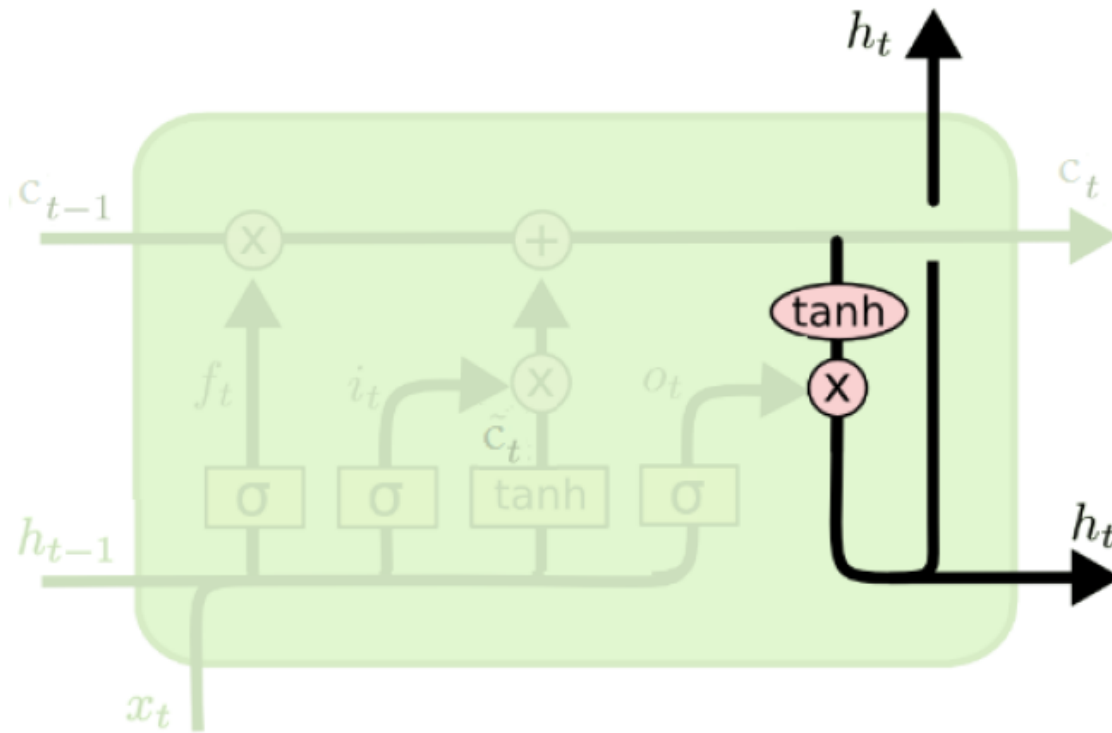 h_t
c_{t-1} x + c_t
tanh
f_t i_t x o_t x
c̃_t
σ σ tanh σ
h_{t-1} h_t
x_t